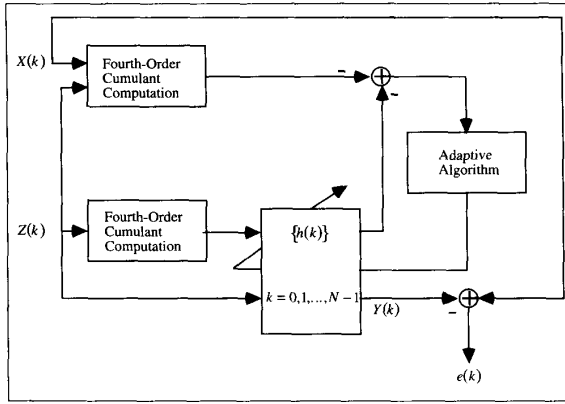 X(k)
Fourth-Order
Cumulant
Computation
Adaptive
Algorithm
Z(k)
Fourth-Order
Cumulant
Computation
{h(k)}
k = 0,1,...,N-1
Y(k)
e(k)